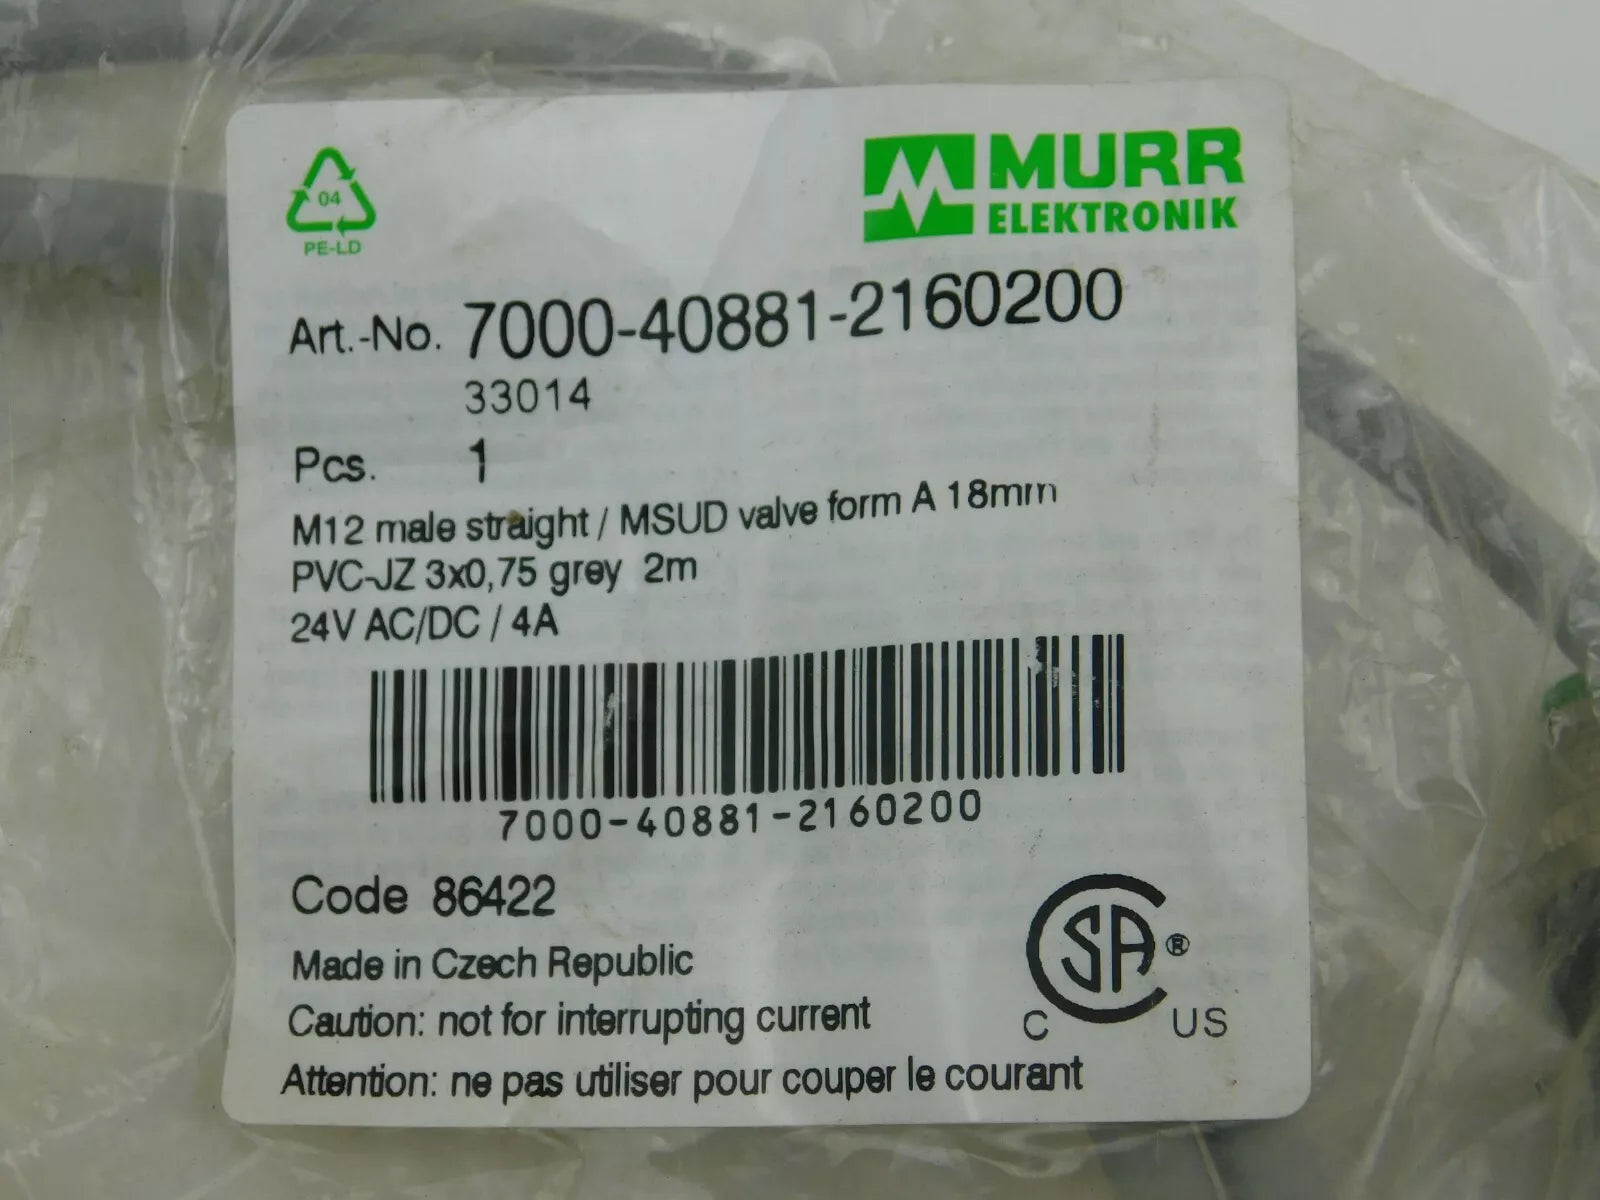 04
PE-LD
MURR
ELEKTRONIK
Art.-No. 7000-40881-2160200
33014
Pcs. 1
M12 male straight / MSUD valve form A 18mm
PVC-JZ 3x0,75 grey 2m
24V AC/DC / 4A
7000-40881-2160200
Code 86422
Made in Czech Republic
Caution: not for interrupting current
Attention: ne pas utiliser pour couper le courant
CSA ®
C US